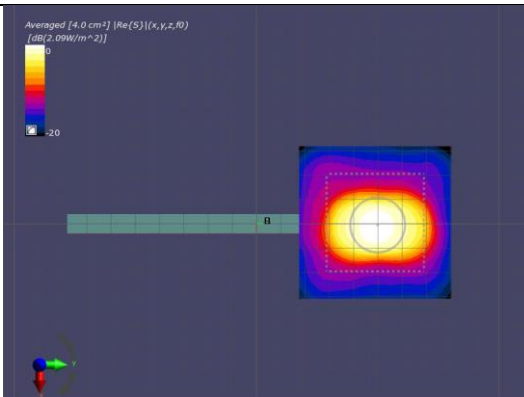 Averaged [4.0 cm²] |Re{S}|(x,y,z,f0)
[dB(2.09W/m^2)]
0
-20
Y